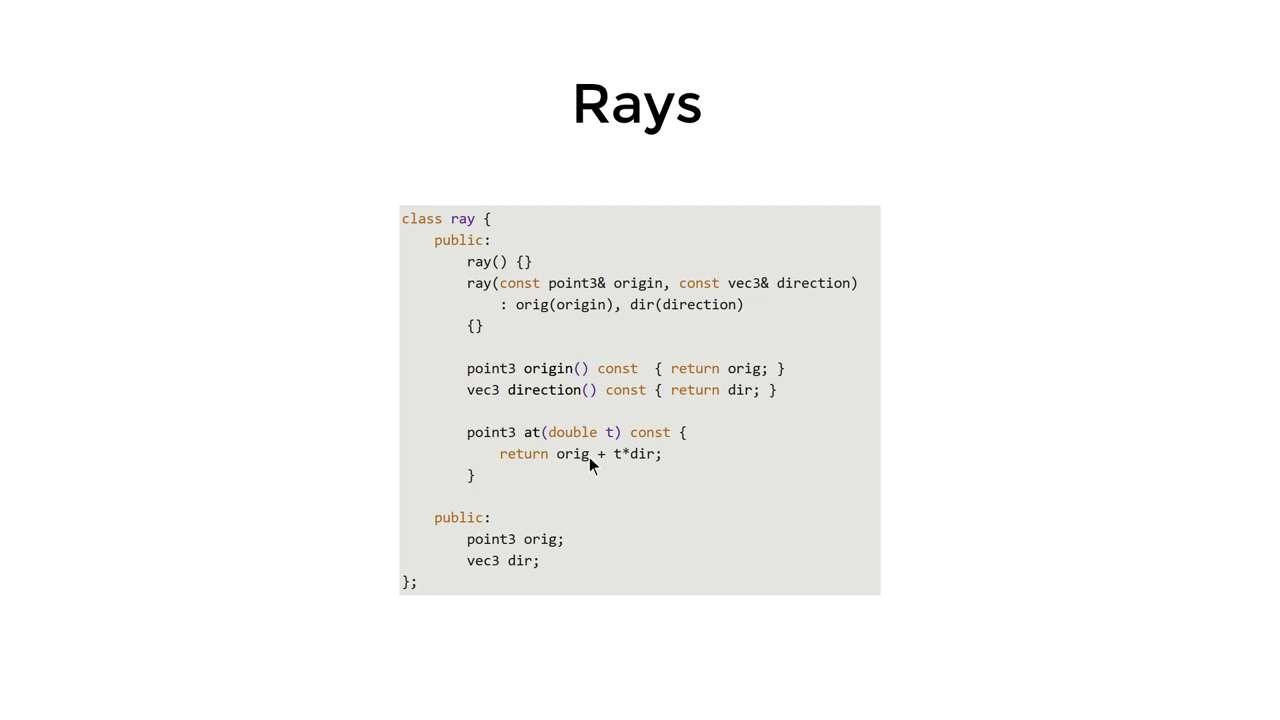 Rays
class ray {
    public:
        ray() {}
        ray(const point3& origin, const vec3& direction)
            : orig(origin), dir(direction)
        {}
        point3 origin() const  { return orig; }
        vec3 direction() const { return dir; }
        point3 at(double t) const {
            return orig + t*dir;
        }
    public:
        point3 orig;
        vec3 dir;
};